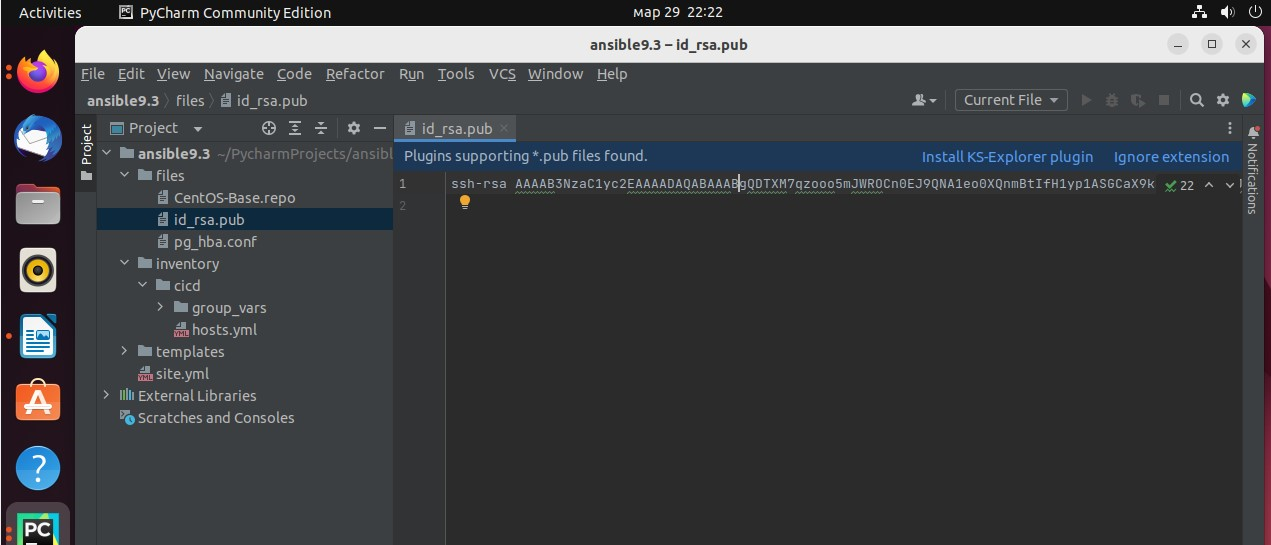 Activities PyCharm Community Edition мар 29 22:22
ansible9.3 – id_rsa.pub
File Edit View Navigate Code Refactor Run Tools VCS Window Help
ansible9.3 files id_rsa.pub Current File
Project
Project
id_rsa.pub
Notifications
ansible9.3 ~/PycharmProjects/ansibl
files
CentOS-Base.repo
id_rsa.pub
pg_hba.conf
inventory
cicd
group_vars
YML hosts.yml
templates
YML site.yml
External Libraries
Scratches and Consoles
PC
Plugins supporting *.pub files found. Install KS-Explorer plugin Ignore extension
1 ssh-rsa AAAAB3NzaC1yc2EAAAADAQABAAABgQDTXM7qzooo5mJWROCn0EJ9QNA1eo0XQnmBtIfH1yp1ASGCaX9k 22
2